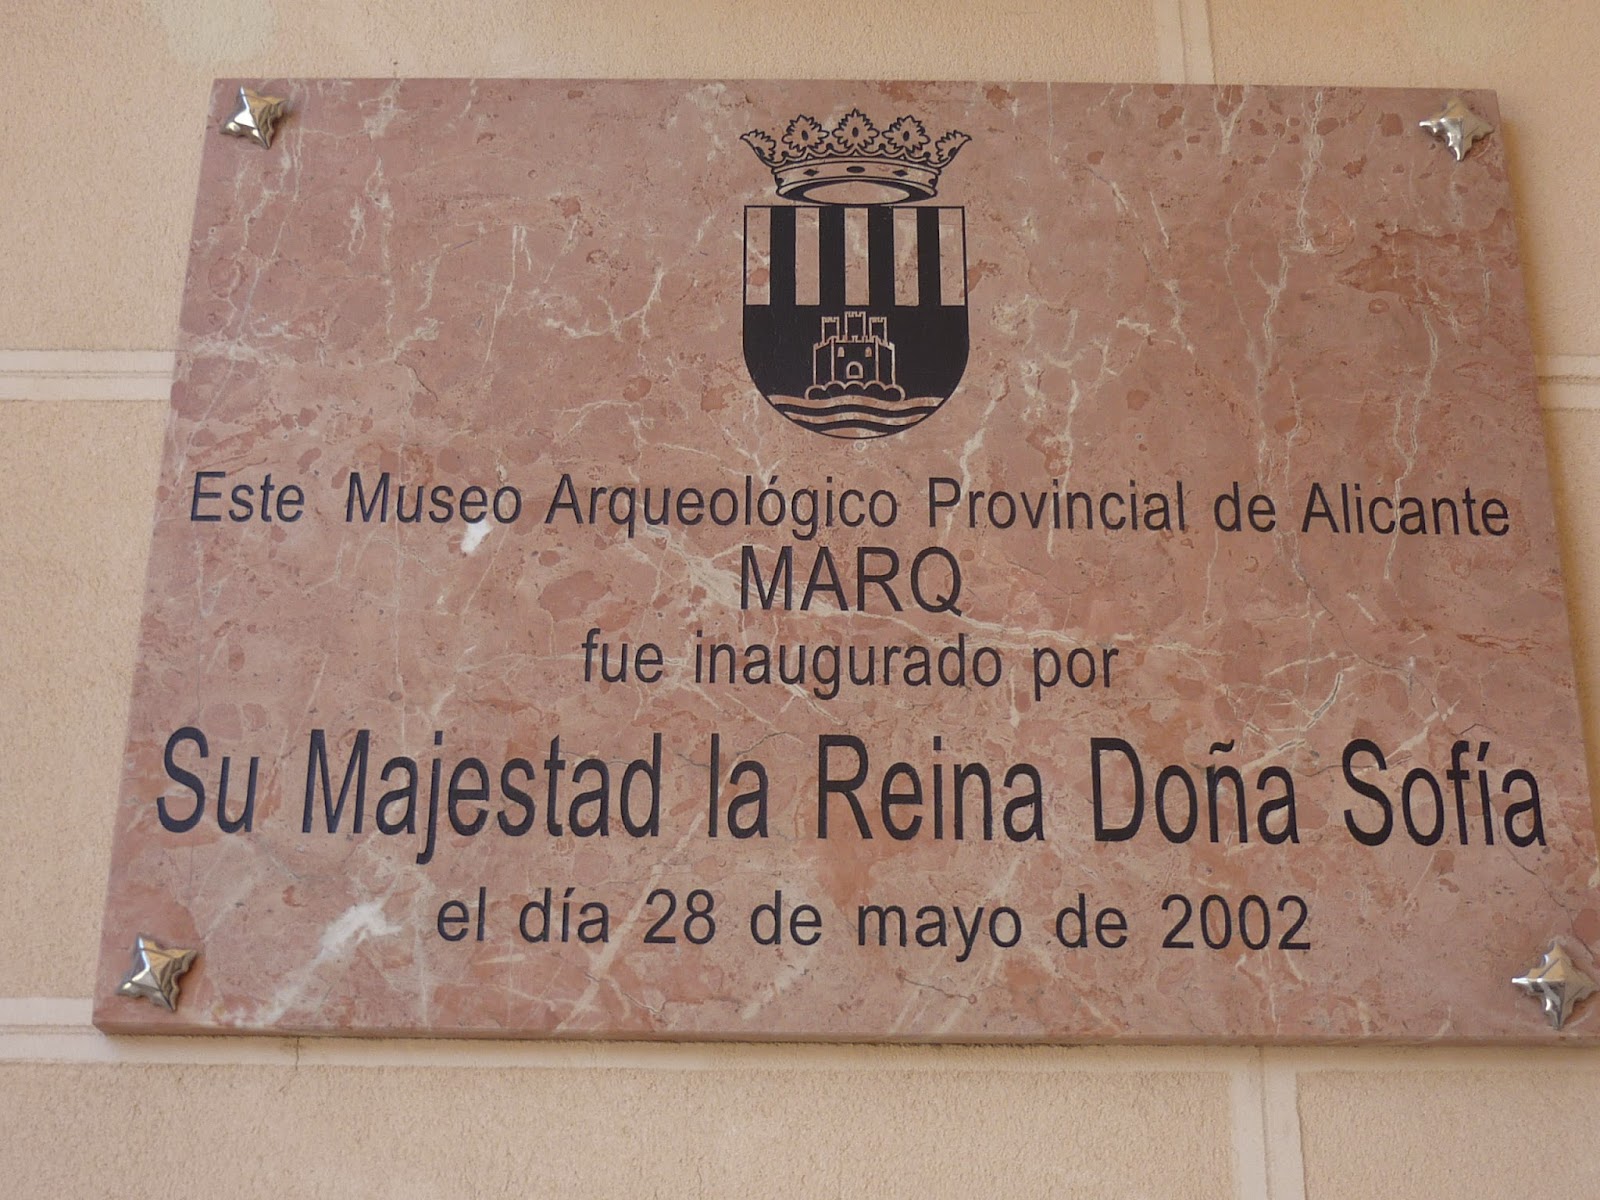 Este Museo Arqueológico Provincial de Alicante
MARQ
fue inaugurado por
Su Majestad la Reina Doña Sofía
el día 28 de mayo de 2002